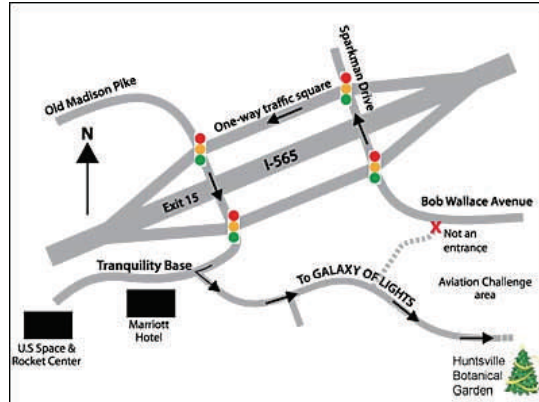 Old Madison Pike
N
One-way traffic square
Sparkman Drive
I-565
Exit 15
Bob Wallace Avenue
X Not an
entrance
Tranquility Base
To GALAXY OF LIGHTS
Aviation Challenge
area
Marriott
Hotel
U.S Space &
Rocket Center
Huntsville
Botanical
Garden